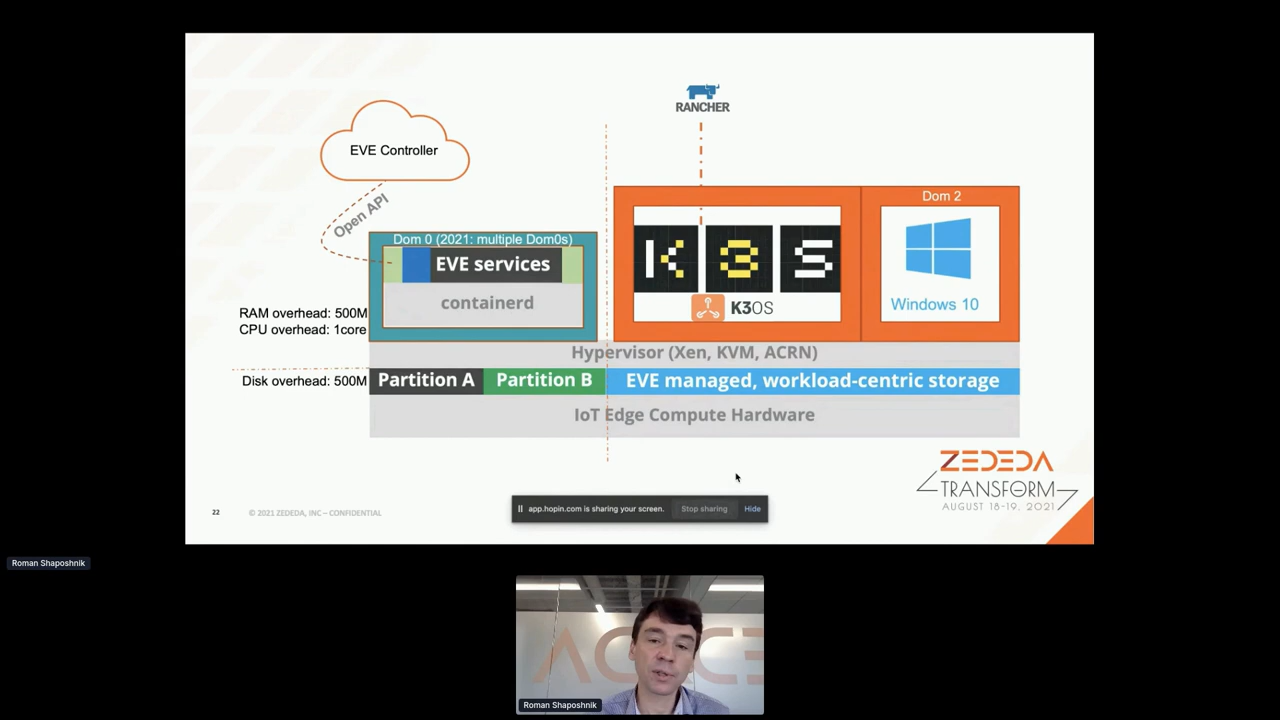 RANCHER
EVE Controller
Open API
Dom 0 (2021: multiple Dom0s)
EVE services
containerd
K3S
K3OS
Dom 2
Windows 10
RAM overhead: 500M
CPU overhead: 1core
Hypervisor (Xen, KVM, ACRN)
Disk overhead: 500M
Partition A
Partition B
EVE managed, workload-centric storage
IoT Edge Compute Hardware
ZEDEDA
TRANSFORM
AUGUST 18-19, 2021
22
© 2021 ZEDEDA, INC – CONFIDENTIAL
app.hopin.com is sharing your screen.
Stop sharing
Hide
Roman Shaposhnik
Roman Shaposhnik